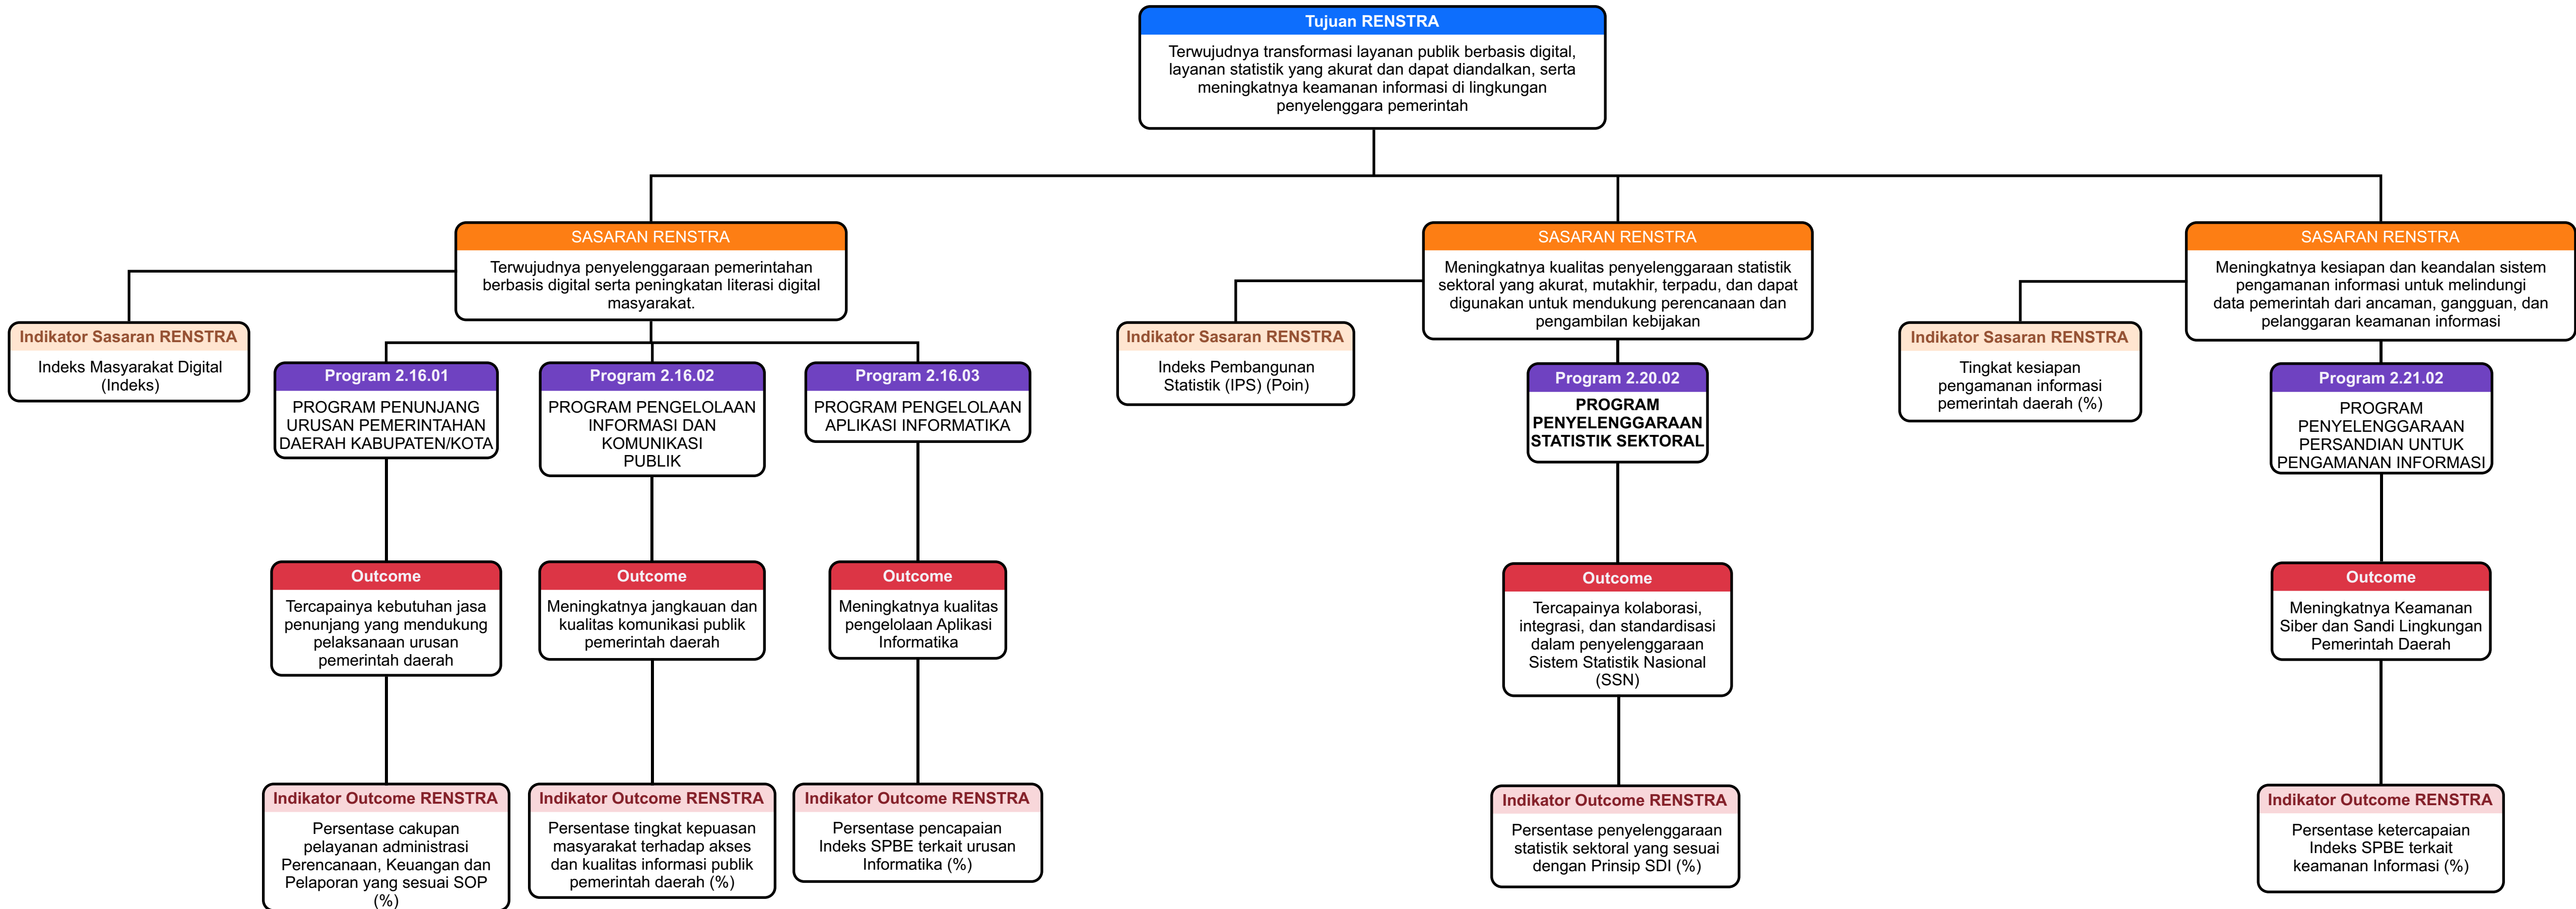 Tujuan RENSTRA
Terwujudnya transformasi layanan publik berbasis digital,
layanan statistik yang akurat dan dapat diandalkan, serta
meningkatnya keamanan informasi di lingkungan
penyelenggara pemerintah
SASARAN RENSTRA
Terwujudnya penyelenggaraan pemerintahan
berbasis digital serta peningkatan literasi digital
masyarakat.
Indikator Sasaran RENSTRA
Indeks Masyarakat Digital
(Indeks)
Program 2.16.01
PROGRAM PENUNJANG
URUSAN PEMERINTAHAN
DAERAH KABUPATEN/KOTA
Outcome
Tercapainya kebutuhan jasa
penunjang yang mendukung
pelaksanaan urusan
pemerintah daerah
Indikator Outcome RENSTRA
Persentase cakupan
pelayanan administrasi
Perencanaan, Keuangan dan
Pelaporan yang sesuai SOP
(%)
Program 2.16.02
PROGRAM PENGELOLAAN
INFORMASI DAN
KOMUNIKASI
PUBLIK
Outcome
Meningkatnya jangkauan dan
kualitas komunikasi publik
pemerintah daerah
Indikator Outcome RENSTRA
Persentase tingkat kepuasan
masyarakat terhadap akses
dan kualitas informasi publik
pemerintah daerah (%)
Program 2.16.03
PROGRAM PENGELOLAAN
APLIKASI INFORMATIKA
Outcome
Meningkatnya kualitas
pengelolaan Aplikasi
Informatika
Indikator Outcome RENSTRA
Persentase pencapaian
Indeks SPBE terkait urusan
Informatika (%)
SASARAN RENSTRA
Meningkatnya kualitas penyelenggaraan statistik
sektoral yang akurat, mutakhir, terpadu, dan dapat
digunakan untuk mendukung perencanaan dan
pengambilan kebijakan
Indikator Sasaran RENSTRA
Indeks Pembangunan
Statistik (IPS) (Poin)
Program 2.20.02
PROGRAM
PENYELENGGARAAN
STATISTIK SEKTORAL
Outcome
Tercapainya kolaborasi,
integrasi, dan standardisasi
dalam penyelenggaraan
Sistem Statistik Nasional
(SSN)
Indikator Outcome RENSTRA
Persentase penyelenggaraan
statistik sektoral yang sesuai
dengan Prinsip SDI (%)
SASARAN RENSTRA
Meningkatnya kesiapan dan keandalan sistem
pengamanan informasi untuk melindungi
data pemerintah dari ancaman, gangguan, dan
pelanggaran keamanan informasi
Indikator Sasaran RENSTRA
Tingkat kesiapan
pengamanan informasi
pemerintah daerah (%)
Program 2.21.02
PROGRAM
PENYELENGGARAAN
PERSANDIAN UNTUK
PENGAMANAN INFORMASI
Outcome
Meningkatnya Keamanan
Siber dan Sandi Lingkungan
Pemerintah Daerah
Indikator Outcome RENSTRA
Persentase ketercapaian
Indeks SPBE terkait
keamanan Informasi (%)